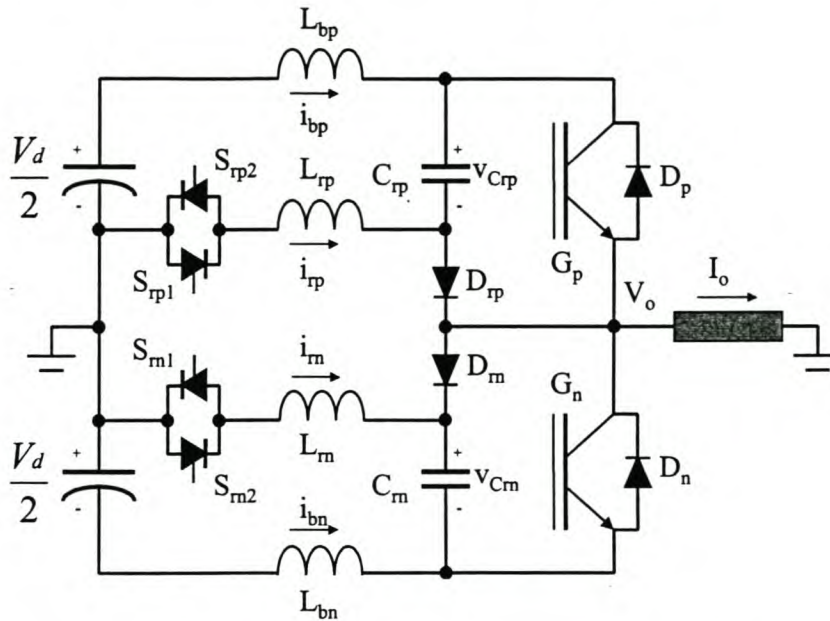 L_bp
i_bp
V_d/2
+
-
S_rp2
L_rp
C_rp
+
v_Crp
-
G_p
D_p
S_rp1
i_rp
D_rp
V_o
I_o
S_rn1
i_rn
D_rn
G_n
L_rn
V_d/2
+
-
S_rn2
C_rn
+
v_Crn
-
D_n
i_bn
L_bn